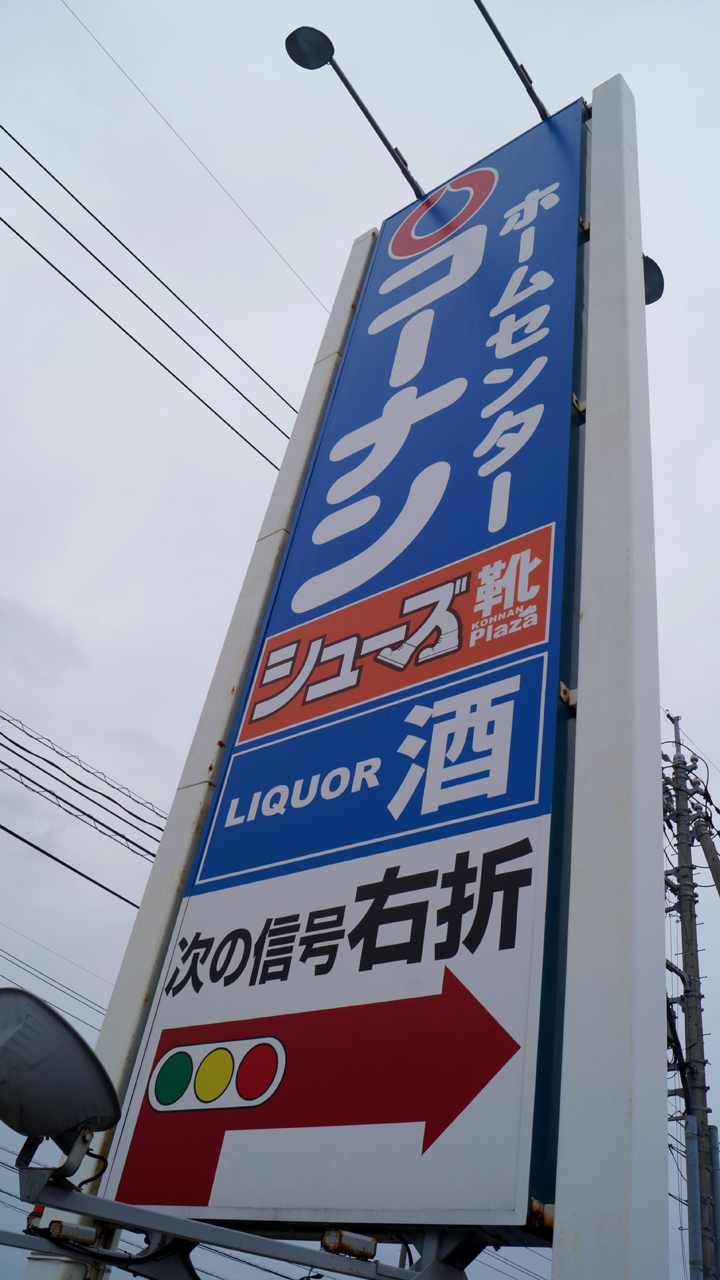 ホームセンター
コーナン
シューズ
靴
KOHNAN
Plaza
LIQUOR 酒
次の信号右折